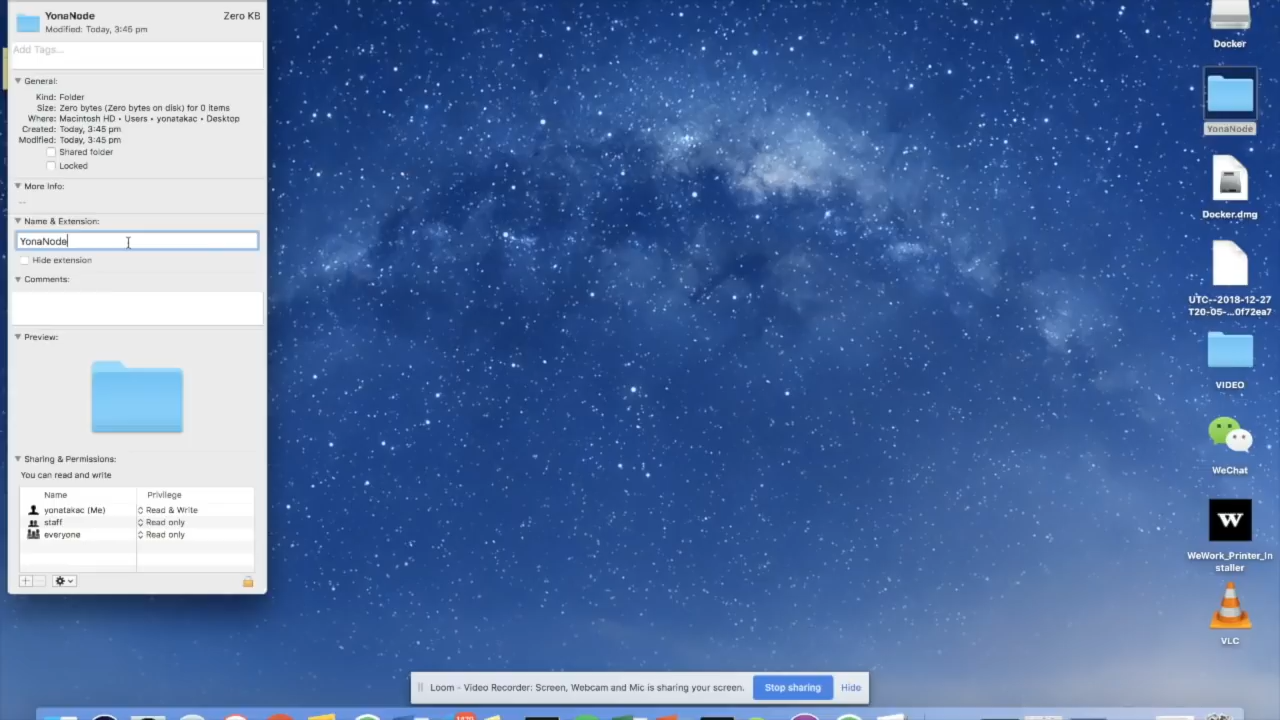 YonaNode Zero KB
Modified: Today, 3:45 pm
Add Tags...
General:
Kind: Folder
Size: Zero bytes (Zero bytes on disk) for 0 items
Where: Macintosh HD • Users • yonatakac • Desktop
Created: Today, 3:45 pm
Modified: Today, 3:45 pm
Shared folder
Locked
More Info:
--
Name & Extension:
YonaNode
Hide extension
Comments:
Preview:
Sharing & Permissions:
You can read and write
Name Privilege
yonatakac (Me) Read & Write
staff Read only
everyone Read only
Docker
YonaNode
Docker.dmg
UTC--2018-12-27
T20-05-...0f72ea7
VIDEO
WeChat
W
WeWork_Printer_In
staller
VLC
Loom - Video Recorder: Screen, Webcam and Mic is sharing your screen. Stop sharing Hide